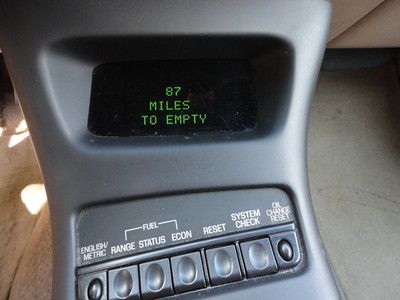 87
MILES
TO EMPTY
FUEL
ENGLISH/
METRIC
RANGE
STATUS
ECON
RESET
SYSTEM
CHECK
OIL
CHANGE
RESET